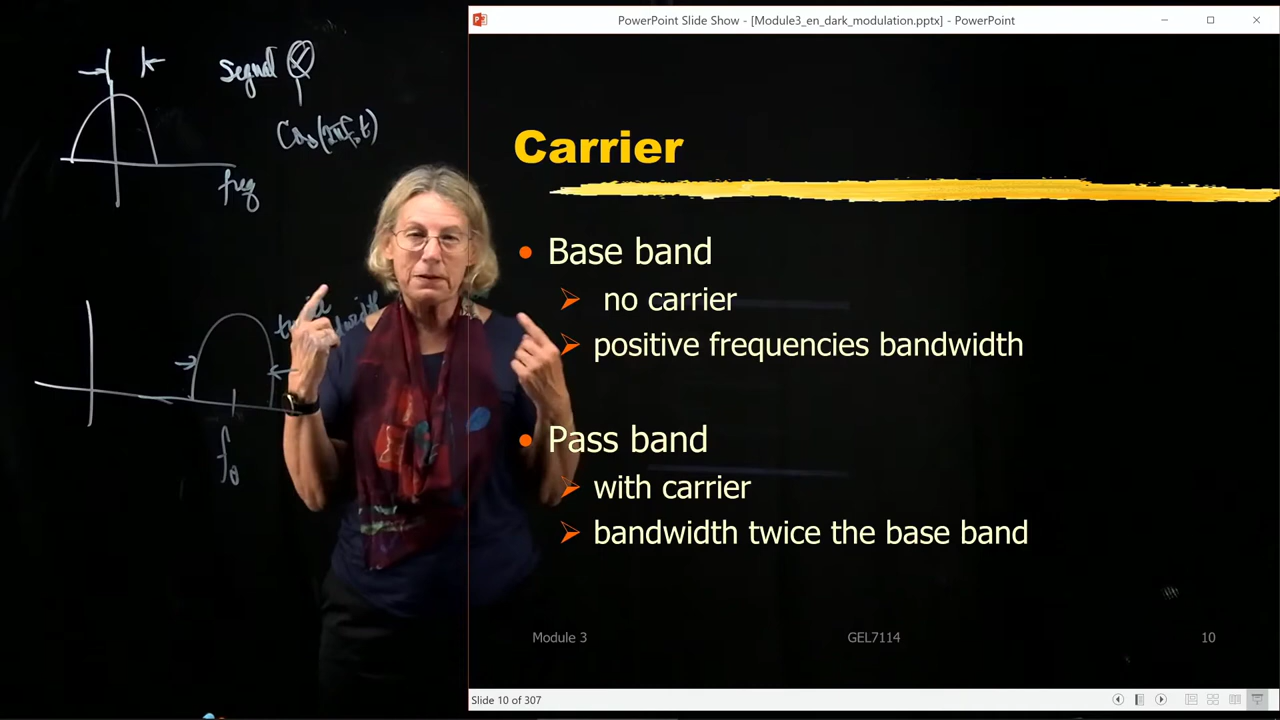 PowerPoint Slide Show - [Module3_en_dark_modulation.pptx] - PowerPoint
Signal ⊗
Cos(2πf₀t)
freq
Carrier
Base band
no carrier
positive frequencies bandwidth
Pass band
with carrier
bandwidth twice the base band
f₀
Module 3
GEL7114
10
Slide 10 of 307